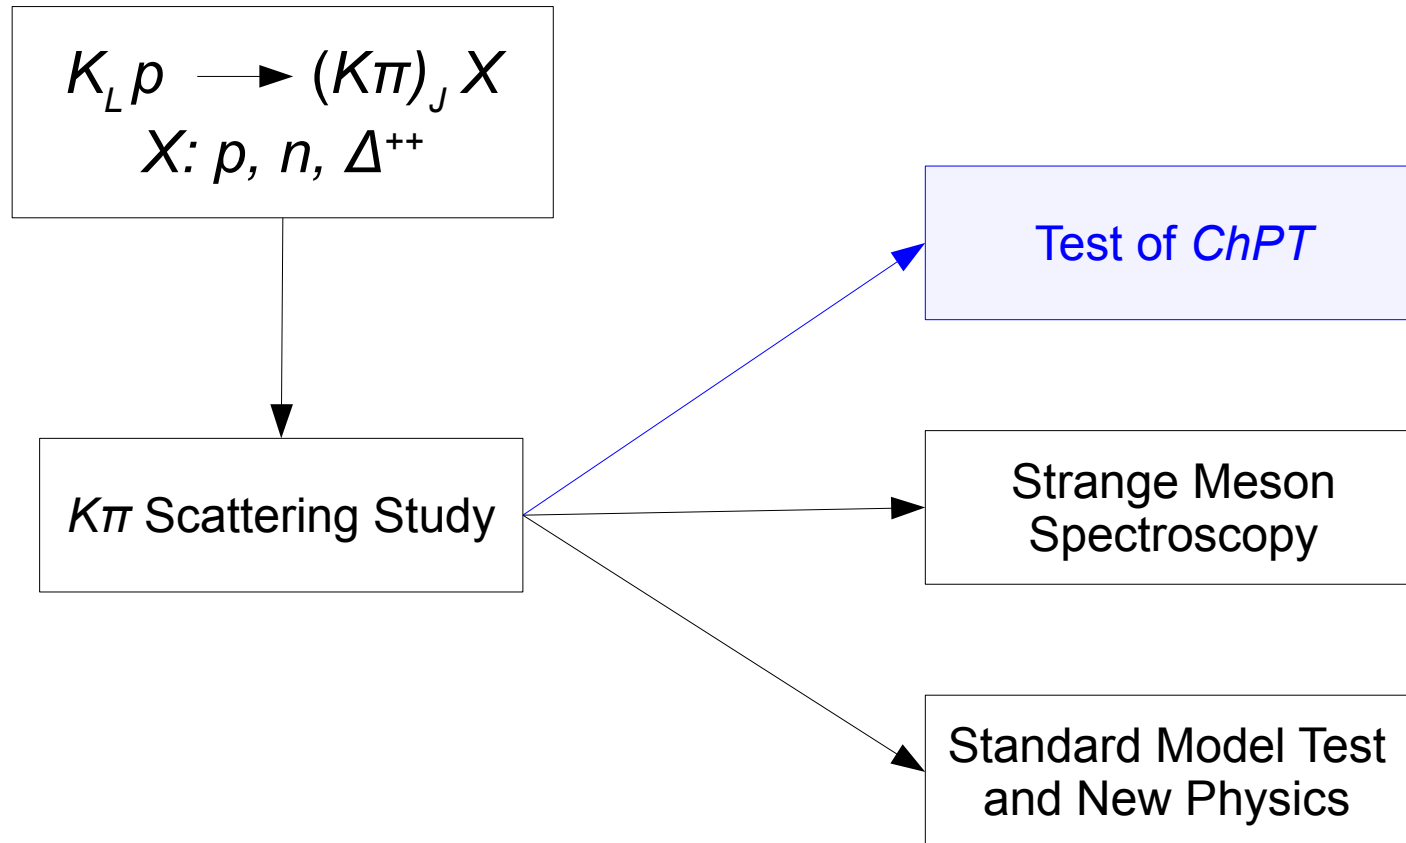 K_L p → (Kπ)_J X
X: p, n, Δ⁺⁺
Test of ChPT
Kπ Scattering Study
Strange Meson
Spectroscopy
Standard Model Test
and New Physics